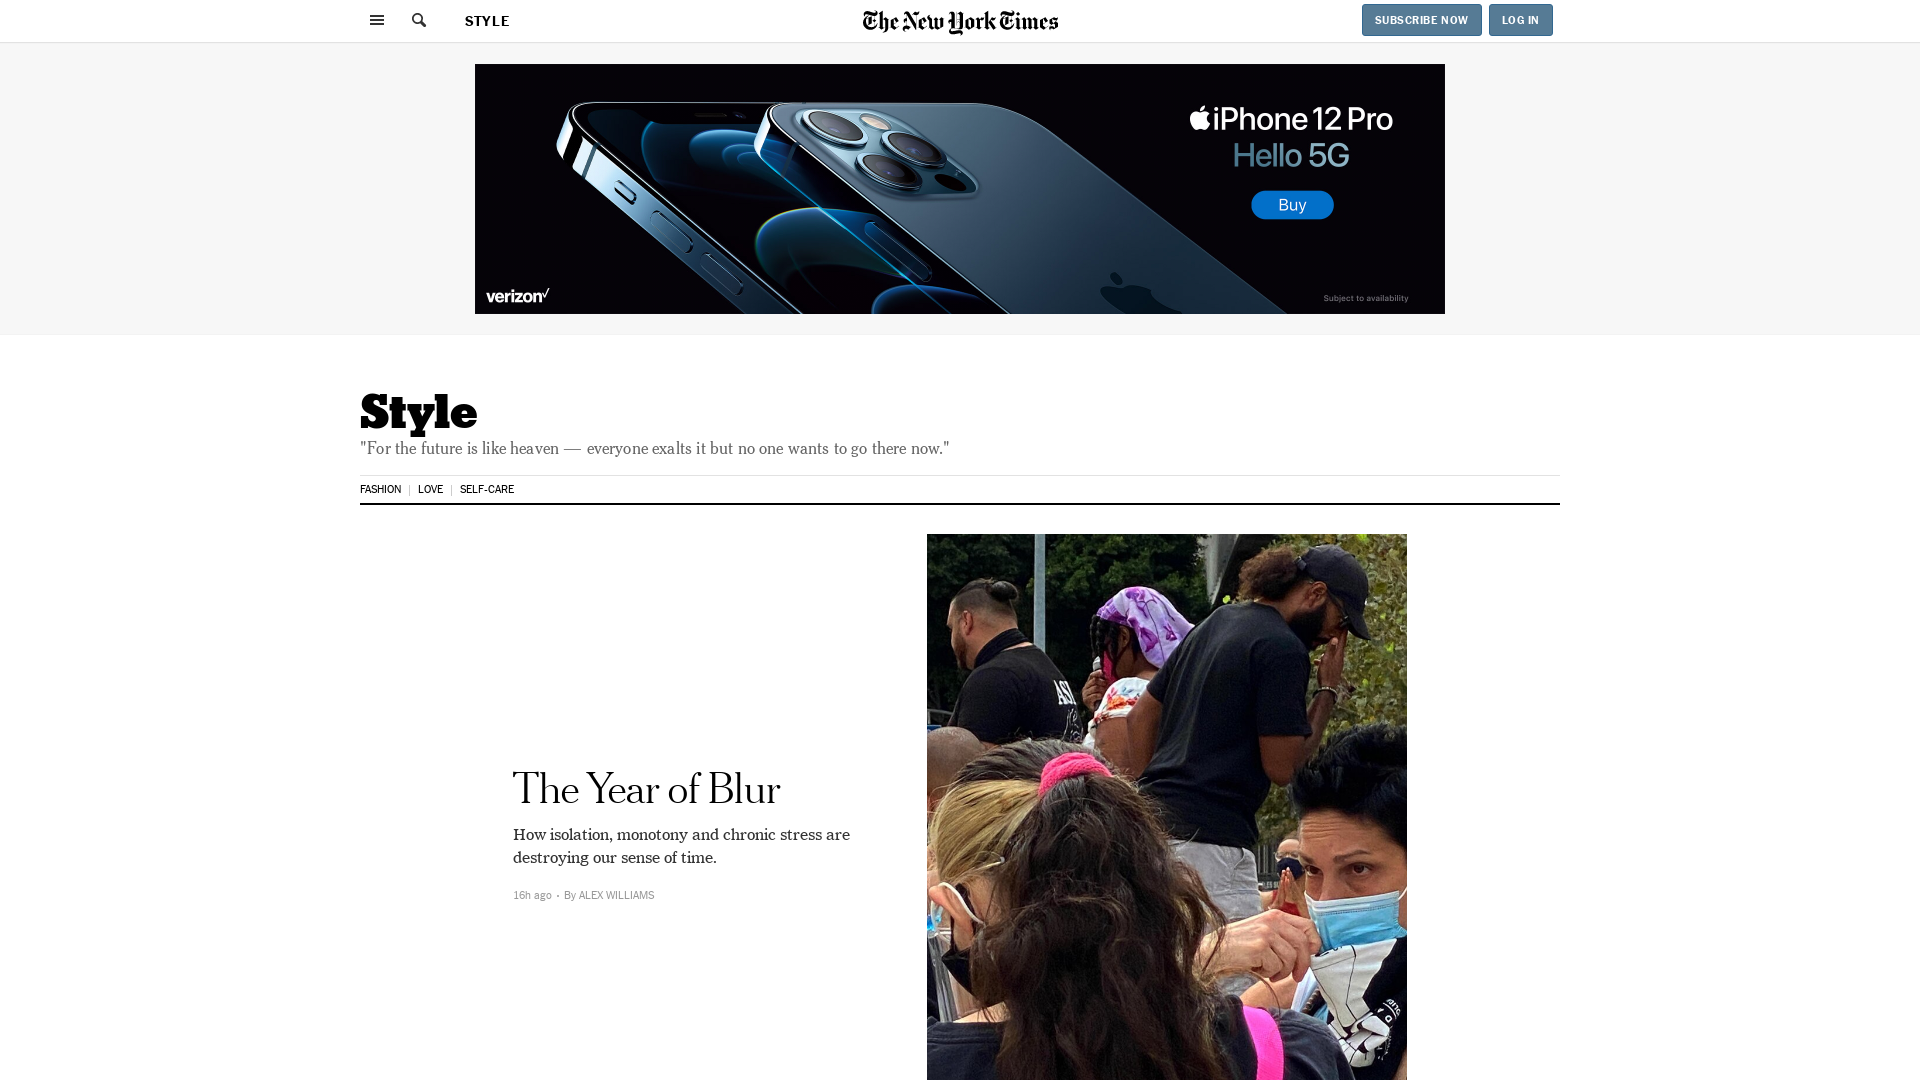 STYLE
The New York Times
SUBSCRIBE NOW
LOG IN
iPhone 12 Pro
Hello 5G
Buy
verizon
Subject to availability
Style
"For the future is like heaven — everyone exalts it but no one wants to go there now."
FASHION | LOVE | SELF-CARE
The Year of Blur
How isolation, monotony and chronic stress are
destroying our sense of time.
16h ago • By ALEX WILLIAMS